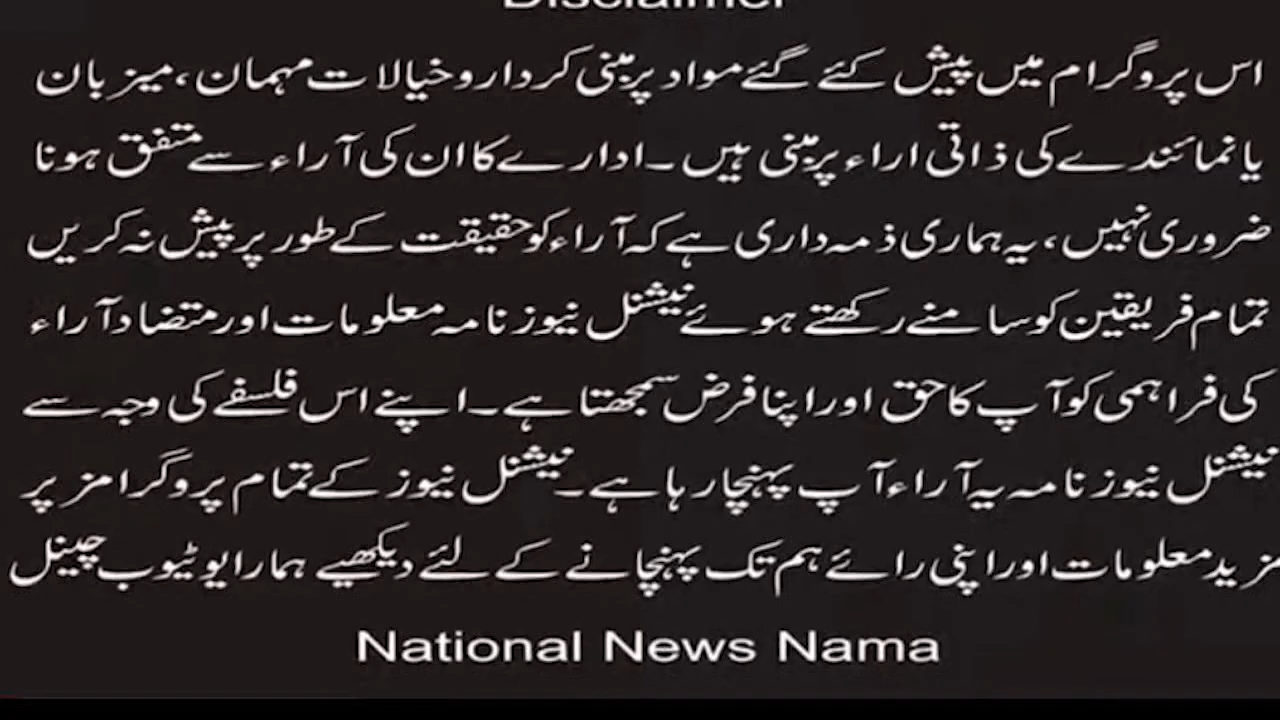 Disclaimer
اس پروگرام میں پیش کئے گئے مواد پر مبنی کردار و خیالات مہمان، میزبان
یا نمائندے کی ذاتی اراء پر مبنی ہیں۔ ادارے کا ان کی آراء سے متفق ہونا
ضروری نہیں، یہ ہماری ذمہ داری ہے کہ آراء کو حقیقت کے طور پر پیش نہ کریں
تمام فریقین کو سامنے رکھتے ہوئے نیشنل نیوز نامہ معلومات اور متضاد آراء
کی فراہمی کو آپ کا حق اور اپنا فرض سمجھتا ہے۔ اپنے اس فلسفے کی وجہ سے
نیشنل نیوز نامہ یہ آراء آپ پہنچا رہا ہے۔ نیشنل نیوز کے تمام پروگرامز پر
مزید معلومات اور اپنی رائے ہم تک پہنچانے کے لئے دیکھیے ہمارا یوٹیوب چینل
National News Nama